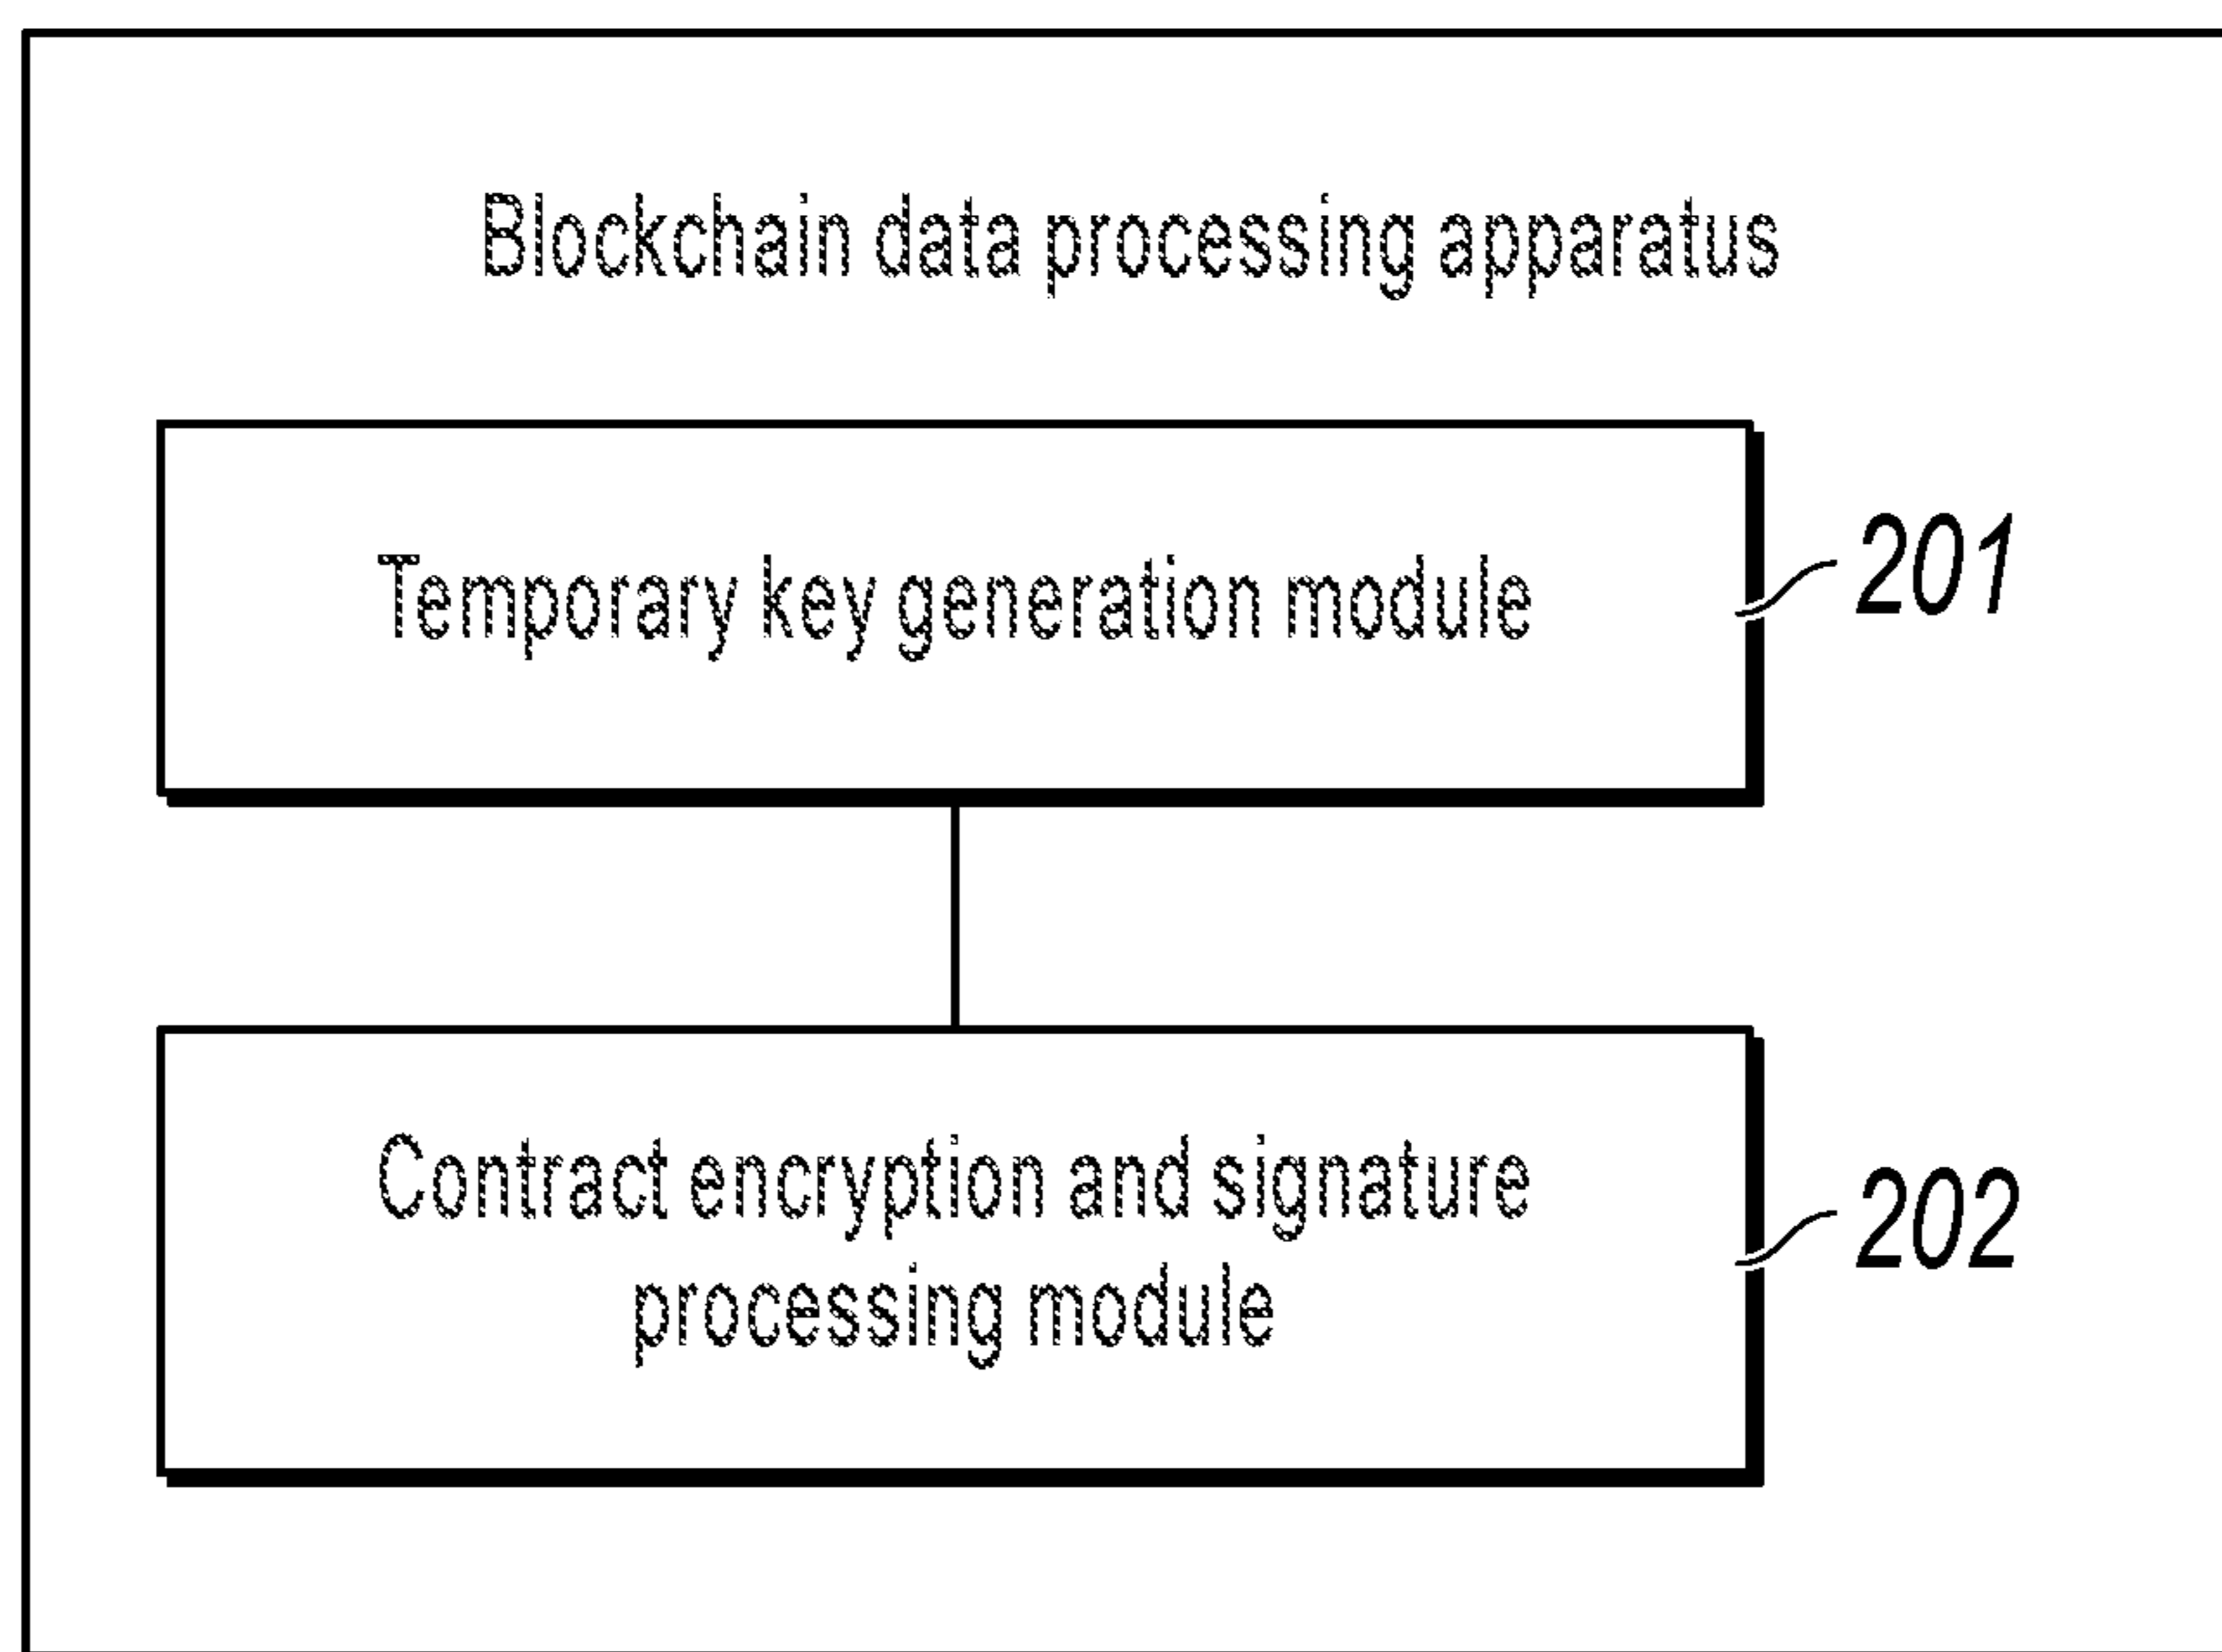 Blockchain data processing apparatus
Temporary key generation module
201
Contract encryption and signature
processing module
202